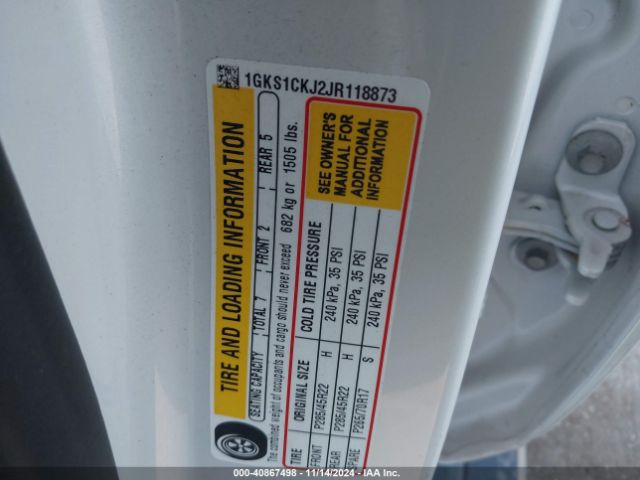 1GKS1CKJ2JR118873
TIRE AND LOADING INFORMATION
SEATING CAPACITY TOTAL 7 FRONT 2 REAR 5
The combined weight of occupants and cargo should never exceed 682 kg or 1505 lbs.
TIRE ORIGINAL SIZE COLD TIRE PRESSURE
FRONT P285/45R22 H 240 kPa, 35 PSI
REAR P285/45R22 H 240 kPa, 35 PSI
SPARE P265/70R17 S 240 kPa, 35 PSI
SEE OWNER'S
MANUAL FOR
ADDITIONAL
INFORMATION
© 40867498 - 11/14/2024 - IAA Holdings, LLC - Copyright